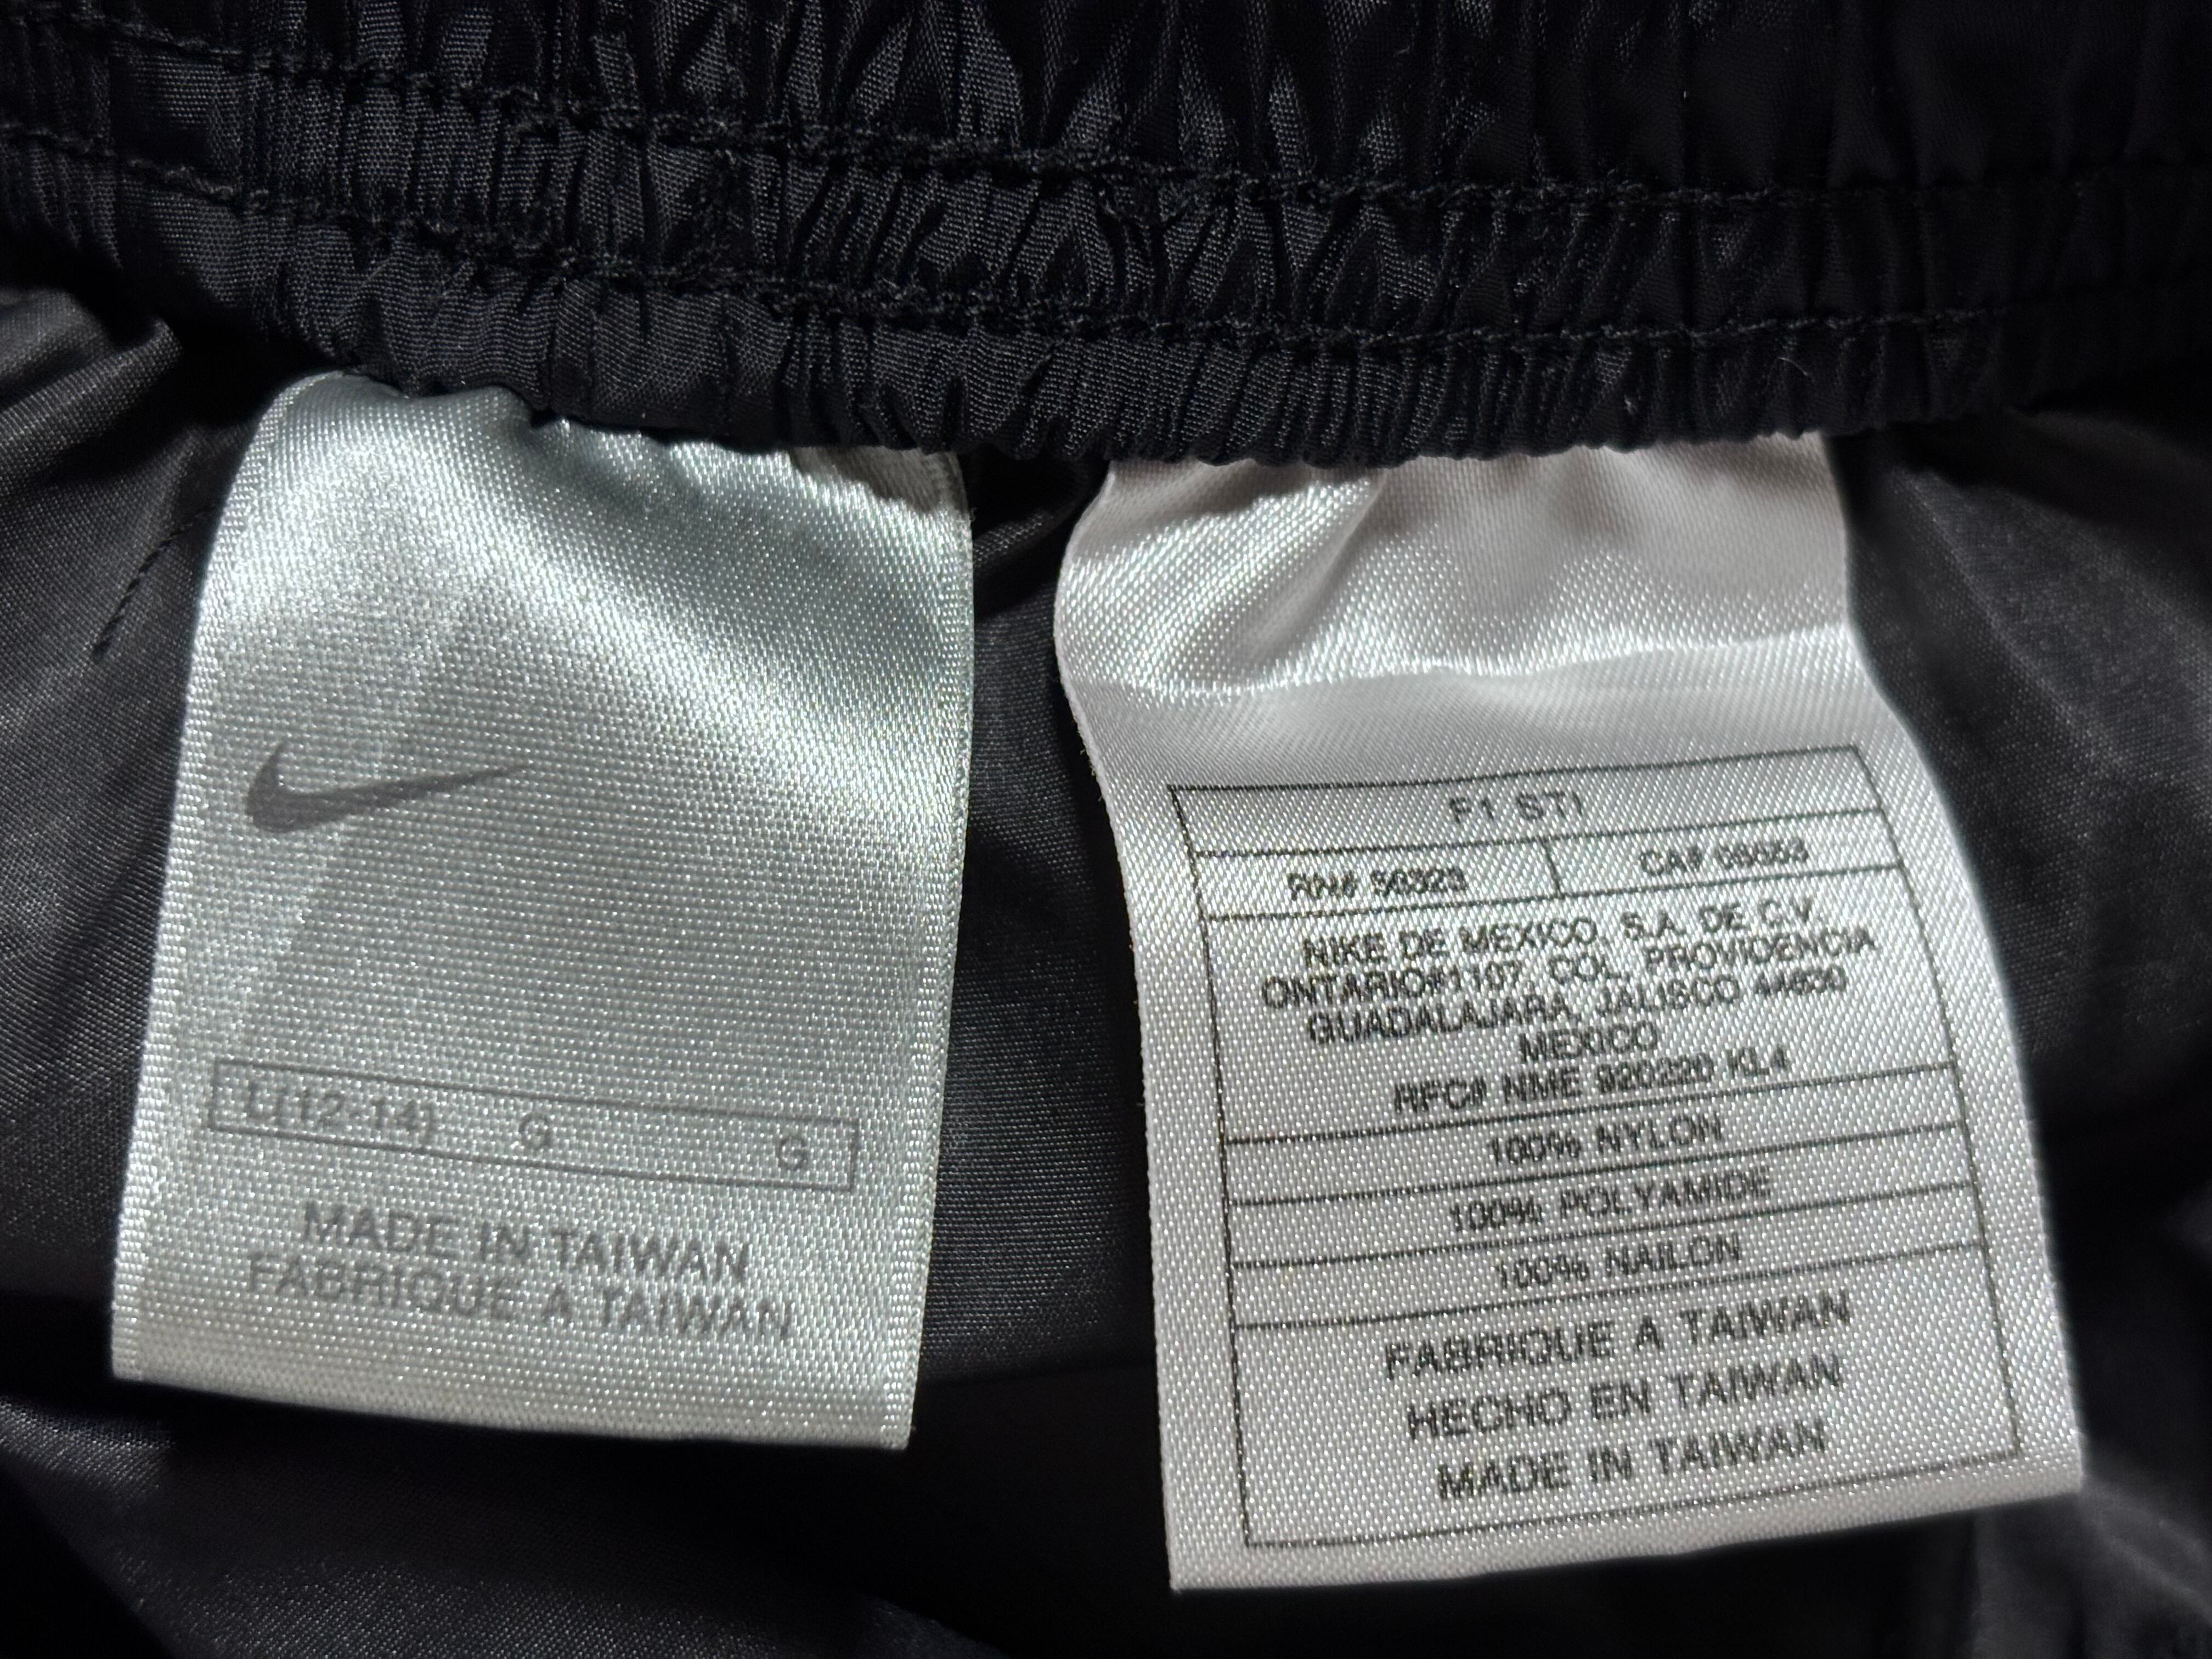 L(12-14) G G
MADE IN TAIWAN
FABRIQUE A TAIWAN
F1 STI
RN# 56323 CA# 05553
NIKE DE MEXICO, S.A. DE C.V.
ONTARIO#1107, COL. PROVIDENCIA
GUADALAJARA, JALISCO 44630
MEXICO
RFC# NME 920220 KL4
100% NYLON
100% POLYAMIDE
100% NAILON
FABRIQUE A TAIWAN
HECHO EN TAIWAN
MADE IN TAIWAN